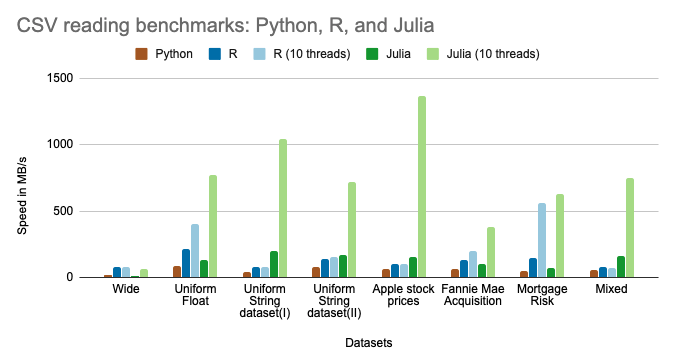 CSV reading benchmarks: Python, R, and Julia
Python R R (10 threads) Julia Julia (10 threads)
1500
1000
500
0
Speed in MB/s
Wide
Uniform
Float
Uniform
String
dataset(I)
Uniform
String
dataset(II)
Apple stock
prices
Fannie Mae
Acquisition
Mortgage
Risk
Mixed
Datasets